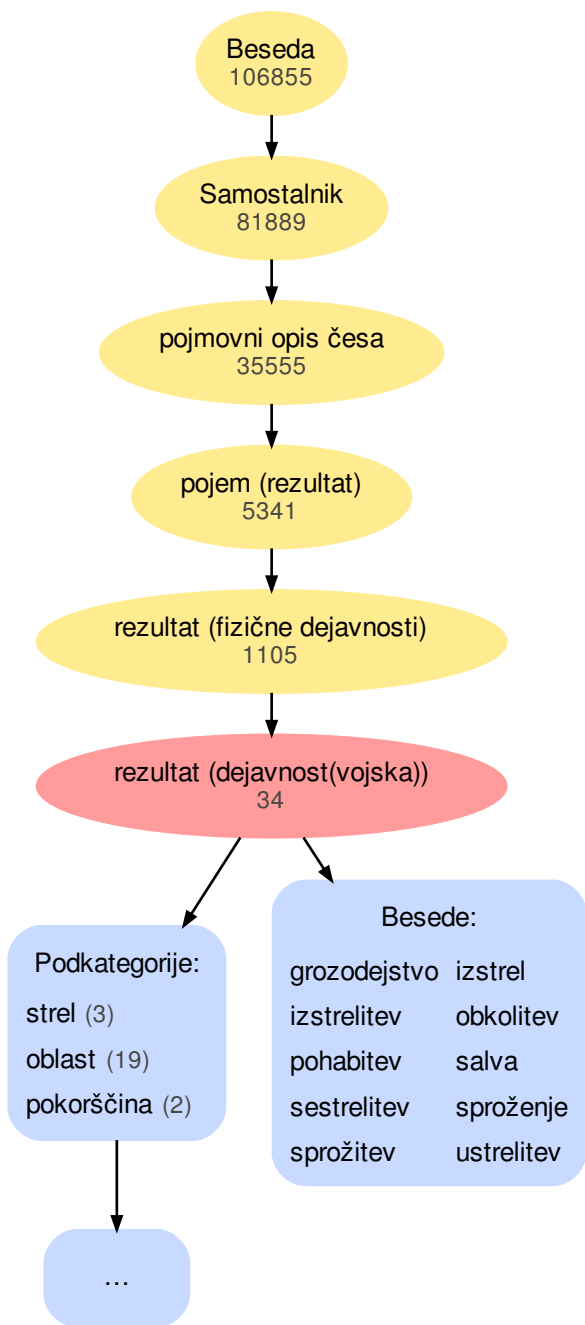 Beseda
106855
Samostalnik
81889
pojmovni opis česa
35555
pojem (rezultat)
5341
rezultat (fizične dejavnosti)
1105
rezultat (dejavnost(vojska))
34
Podkategorije:
strel (3)
oblast (19)
pokorščina (2)
...
Besede:
grozodejstvo izstrel
izstrelitev obkolitev
pohabitev salva
sestrelitev sproženje
sprožitev ustrelitev